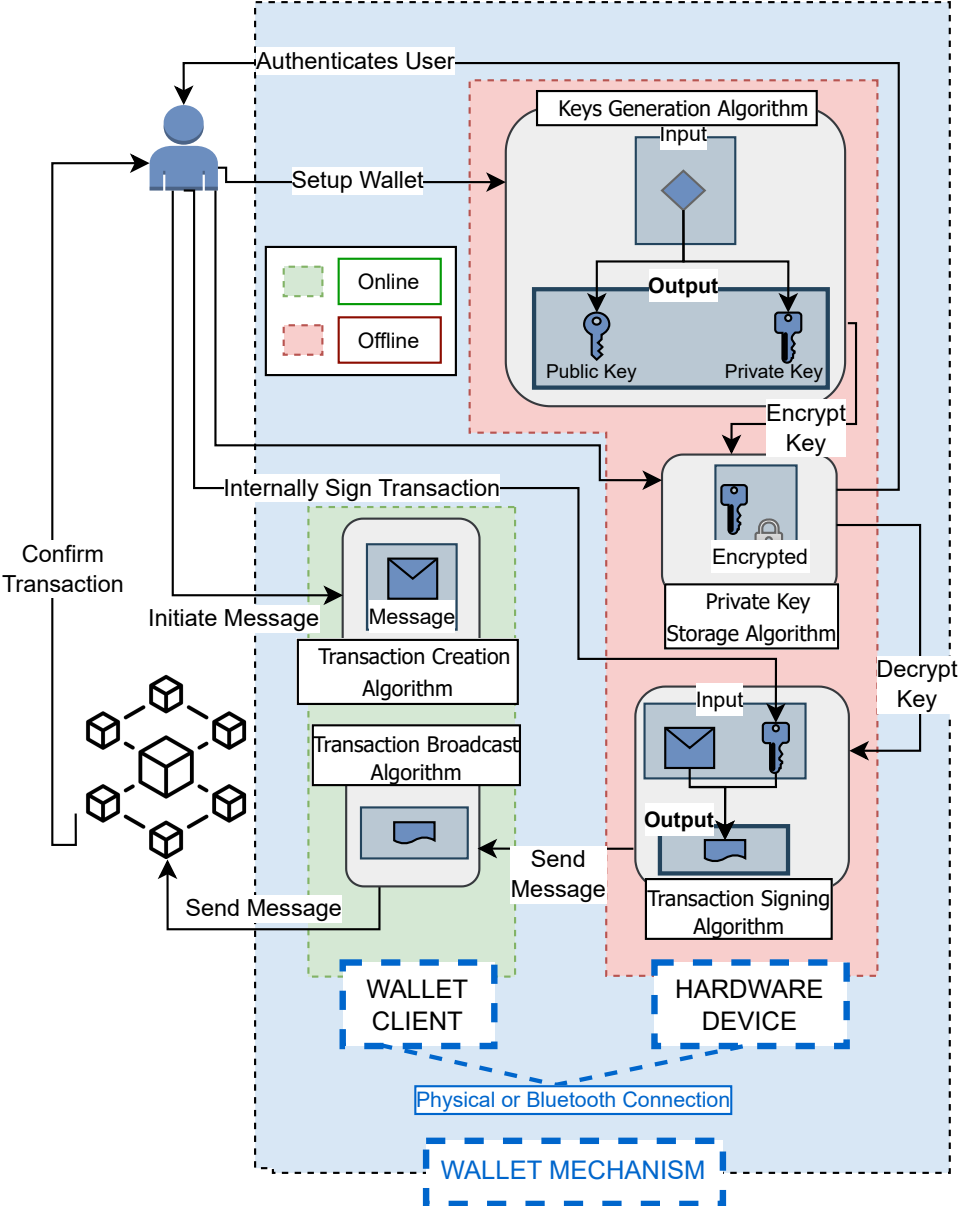 Authenticates User
Keys Generation Algorithm
Input
Setup Wallet
Online
Offline
Output
Public Key
Private Key
Encrypt
Key
Internally Sign Transaction
Encrypted
Private Key
Storage Algorithm
Confirm
Transaction
Initiate Message
Message
Transaction Creation
Algorithm
Decrypt
Key
Input
Transaction Broadcast
Algorithm
Output
Send
Message
Transaction Signing
Algorithm
Send Message
WALLET
CLIENT
HARDWARE
DEVICE
Physical or Bluetooth Connection
WALLET MECHANISM